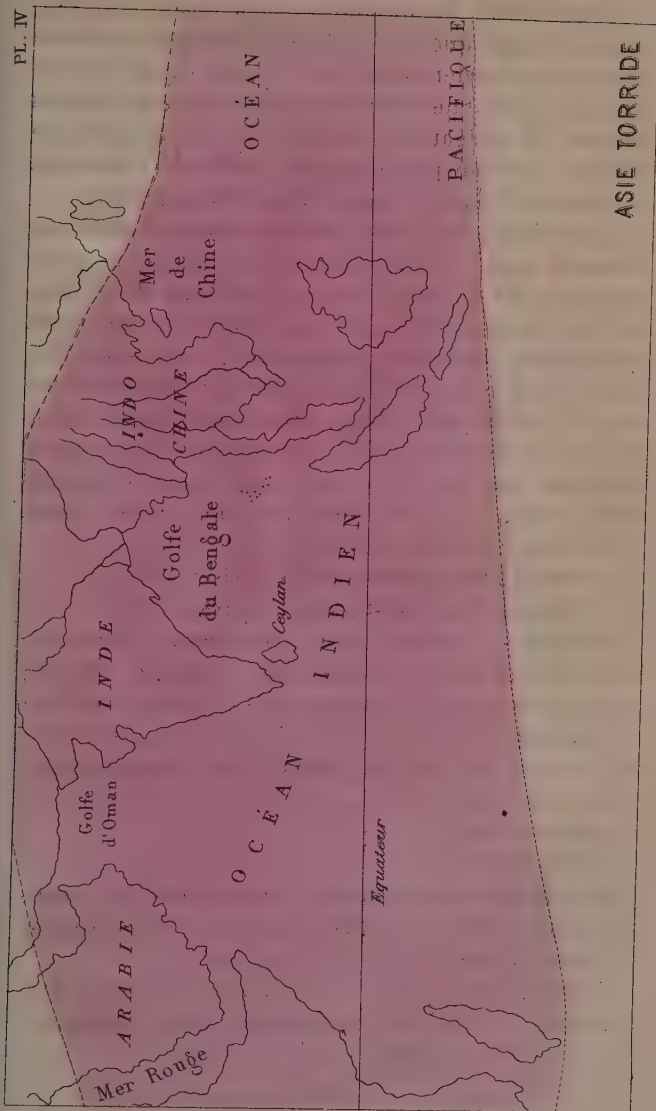 PL. IV
ARABIE
Mer Rouge
Golfe
d'Oman
INDE
Golfe
du Bengale
INDO
CHINE
Mer
de
Chine
OCÉAN
PACIFIQUE
Ceylan
OCÉAN INDIEN
Equateur
ASIE TORRIDE